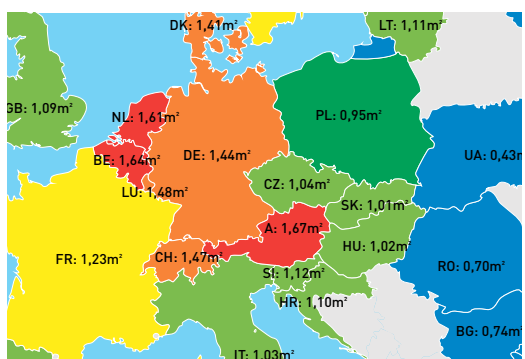 DK: 1,41m²
LT: 1,11m²
GB: 1,09m²
NL: 1,61m²
PL: 0,95m²
BE: 1,64m²
DE: 1,44m²
UA: 0,43m
LU: 1,48m²
CZ: 1,04m²
SK: 1,01m²
A: 1,67m²
HU: 1,02m²
FR: 1,23m²
CH: 1,47m²
RO: 0,70m²
SI: 1,12m²
HR: 1,10m²
BG: 0,74m²
IT: 1,03m²